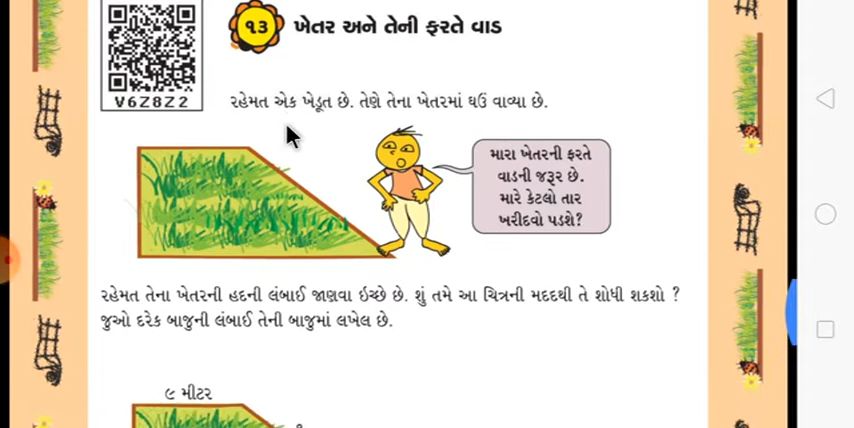 ૧૩ ખેતર અને તેની ફરતે વાડ
V6Z8Z2
રહેમત એક ખેડૂત છે. તેણે તેના ખેતરમાં ઘઉં વાવ્યા છે.
મારા ખેતરની ફરતે
વાડની જરૂર છે.
મારે કેટલો તાર
ખરીદવો પડશે?
રહેમત તેના ખેતરની હદની લંબાઈ જાણવા ઇચ્છે છે. શું તમે આ ચિત્રની મદદથી તે શોધી શકશો ?
જુઓ દરેક બાજુની લંબાઈ તેની બાજુમાં લખેલ છે.
૯ મીટર